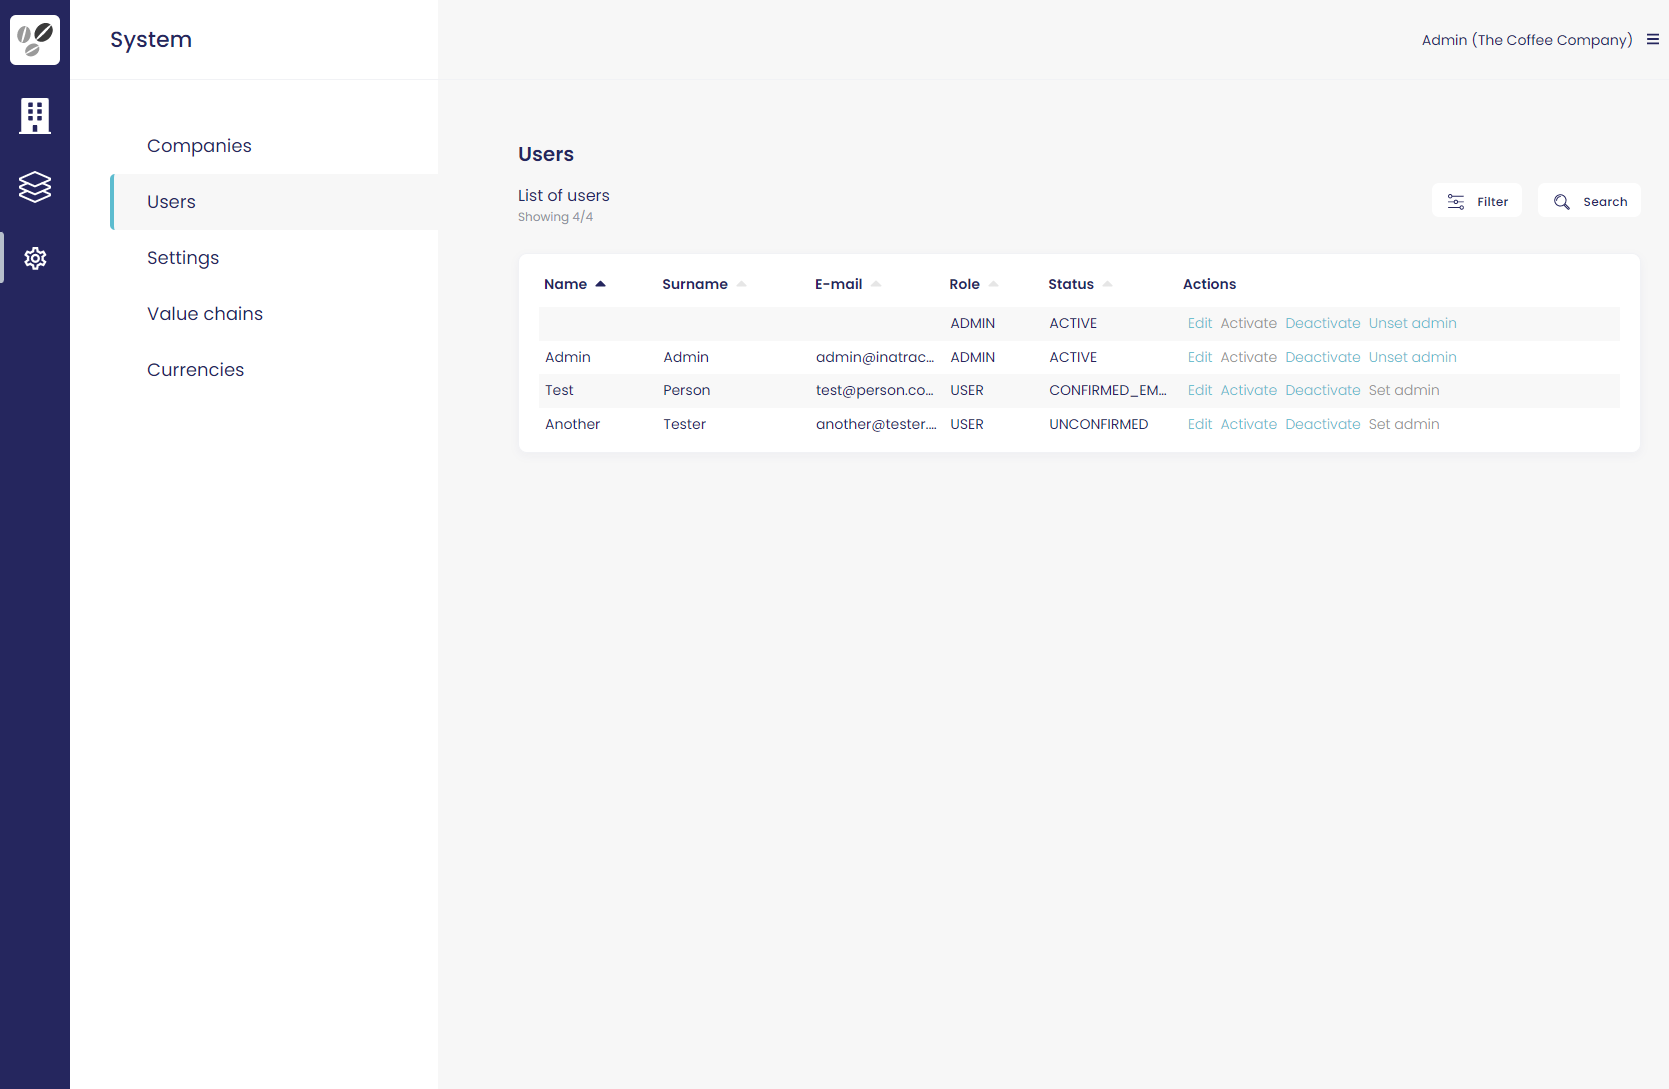 System
Admin (The Coffee Company)
Companies
Users
Settings
Value chains
Currencies
Users
List of users
Showing 4/4
Filter
Search
Name Surname E-mail Role Status Actions
ADMIN ACTIVE Edit Activate Deactivate Unset admin
Admin Admin admin@inatrac... ADMIN ACTIVE Edit Activate Deactivate Unset admin
Test Person test@person.co... USER CONFIRMED_EM... Edit Activate Deactivate Set admin
Another Tester another@tester.... USER UNCONFIRMED Edit Activate Deactivate Set admin